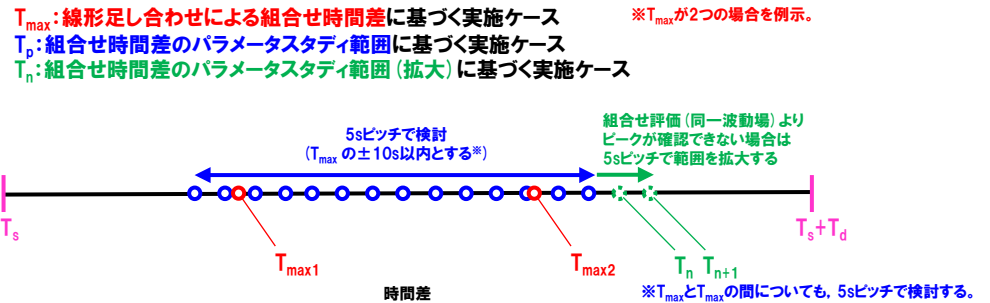 Tmax：線形足し合わせによる組合せ時間差に基づく実施ケース
※Tmaxが2つの場合を例示。
Tp：組合せ時間差のパラメータスタディ範囲に基づく実施ケース
Tn：組合せ時間差のパラメータスタディ範囲（拡大）に基づく実施ケース
5sピッチで検討
（Tmax の±10s以内とする※）
組合せ評価（同一波動場）より
ピークが確認できない場合は
5sピッチで範囲を拡大する
Ts
Ts+Td
Tmax1
Tmax2
Tn
Tn+1
時間差
※TmaxとTmaxの間についても，5sピッチで検討する。